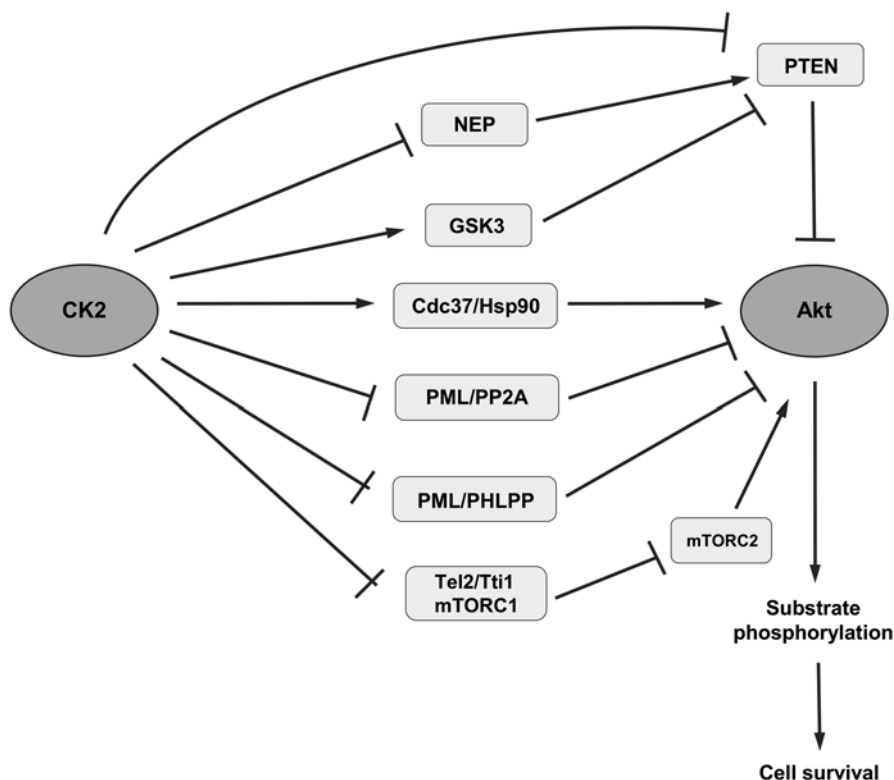 PTEN
NEP
GSK3
CK2
Cdc37/Hsp90
Akt
PML/PP2A
PML/PHLPP
mTORC2
Tel2/Tti1
mTORC1
Substrate
phosphorylation
Cell survival